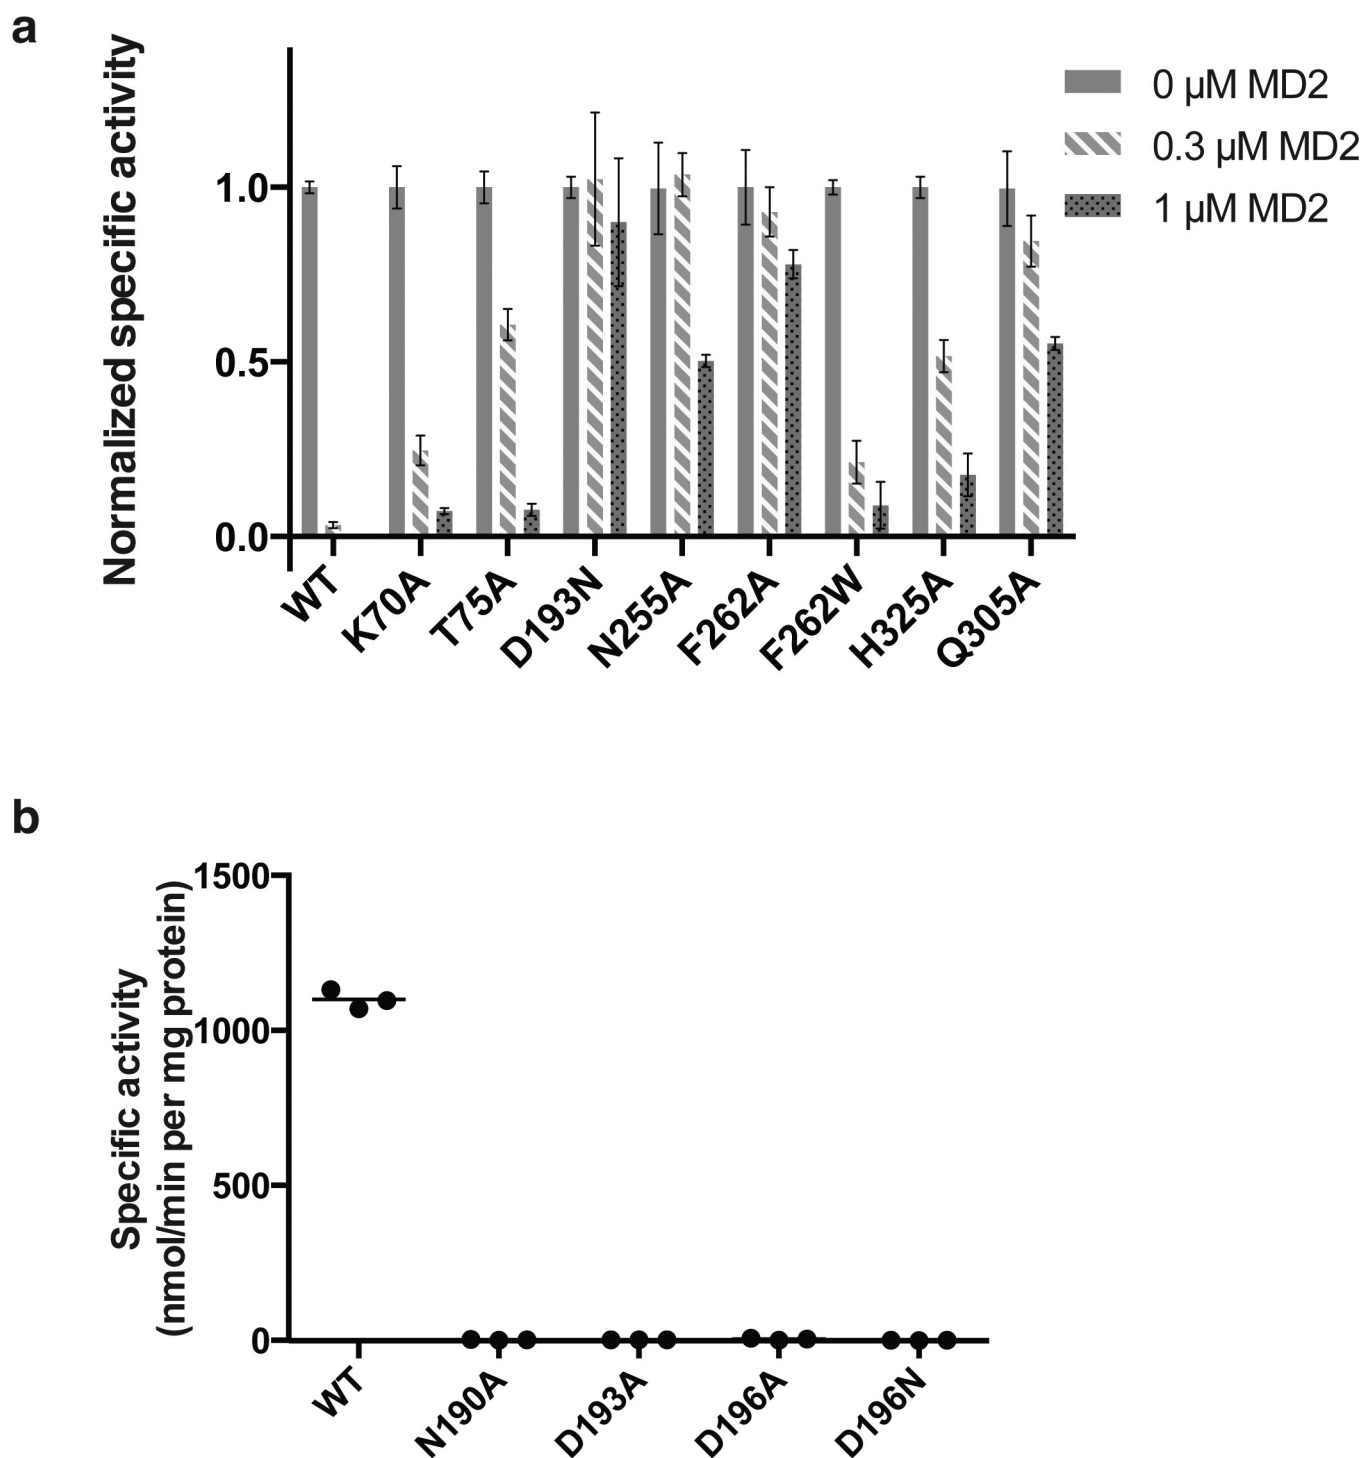 a
Normalized specific activity
1.0
0.5
0.0
0 µM MD2
0.3 µM MD2
1 µM MD2
WT
K70A
T75A
D193N
N255A
F262A
F262W
H325A
Q305A
b
Specific activity
(nmol/min per mg protein)
1500
1000
500
0
WT
N190A
D193A
D196A
D196N